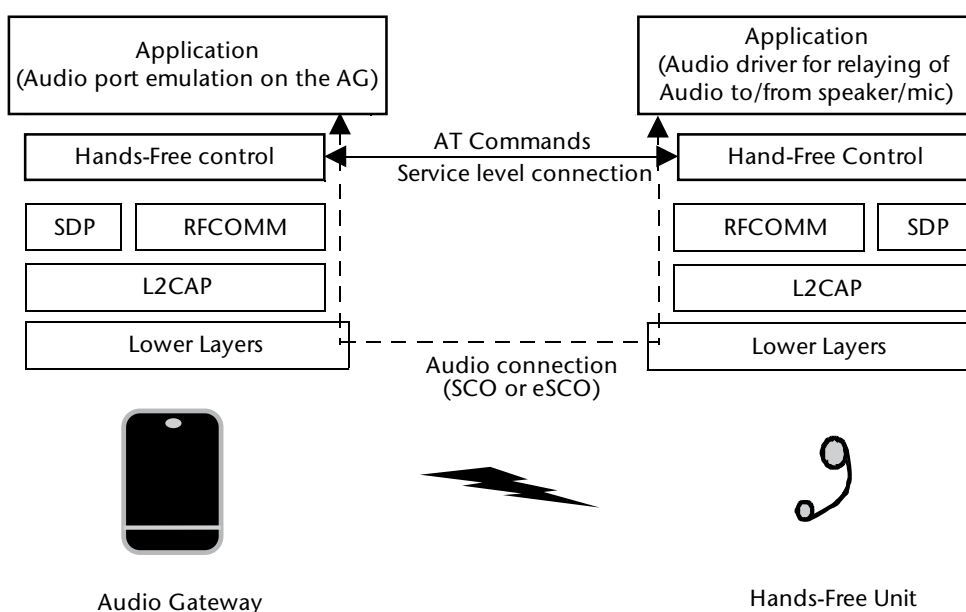 Application
(Audio port emulation on the AG)
Application
(Audio driver for relaying of
Audio to/from speaker/mic)
Hands-Free control
AT Commands
Service level connection
Hand-Free Control
SDP
RFCOMM
RFCOMM
SDP
L2CAP
L2CAP
Lower Layers
Lower Layers
Audio connection
(SCO or eSCO)
Audio Gateway
Hands-Free Unit